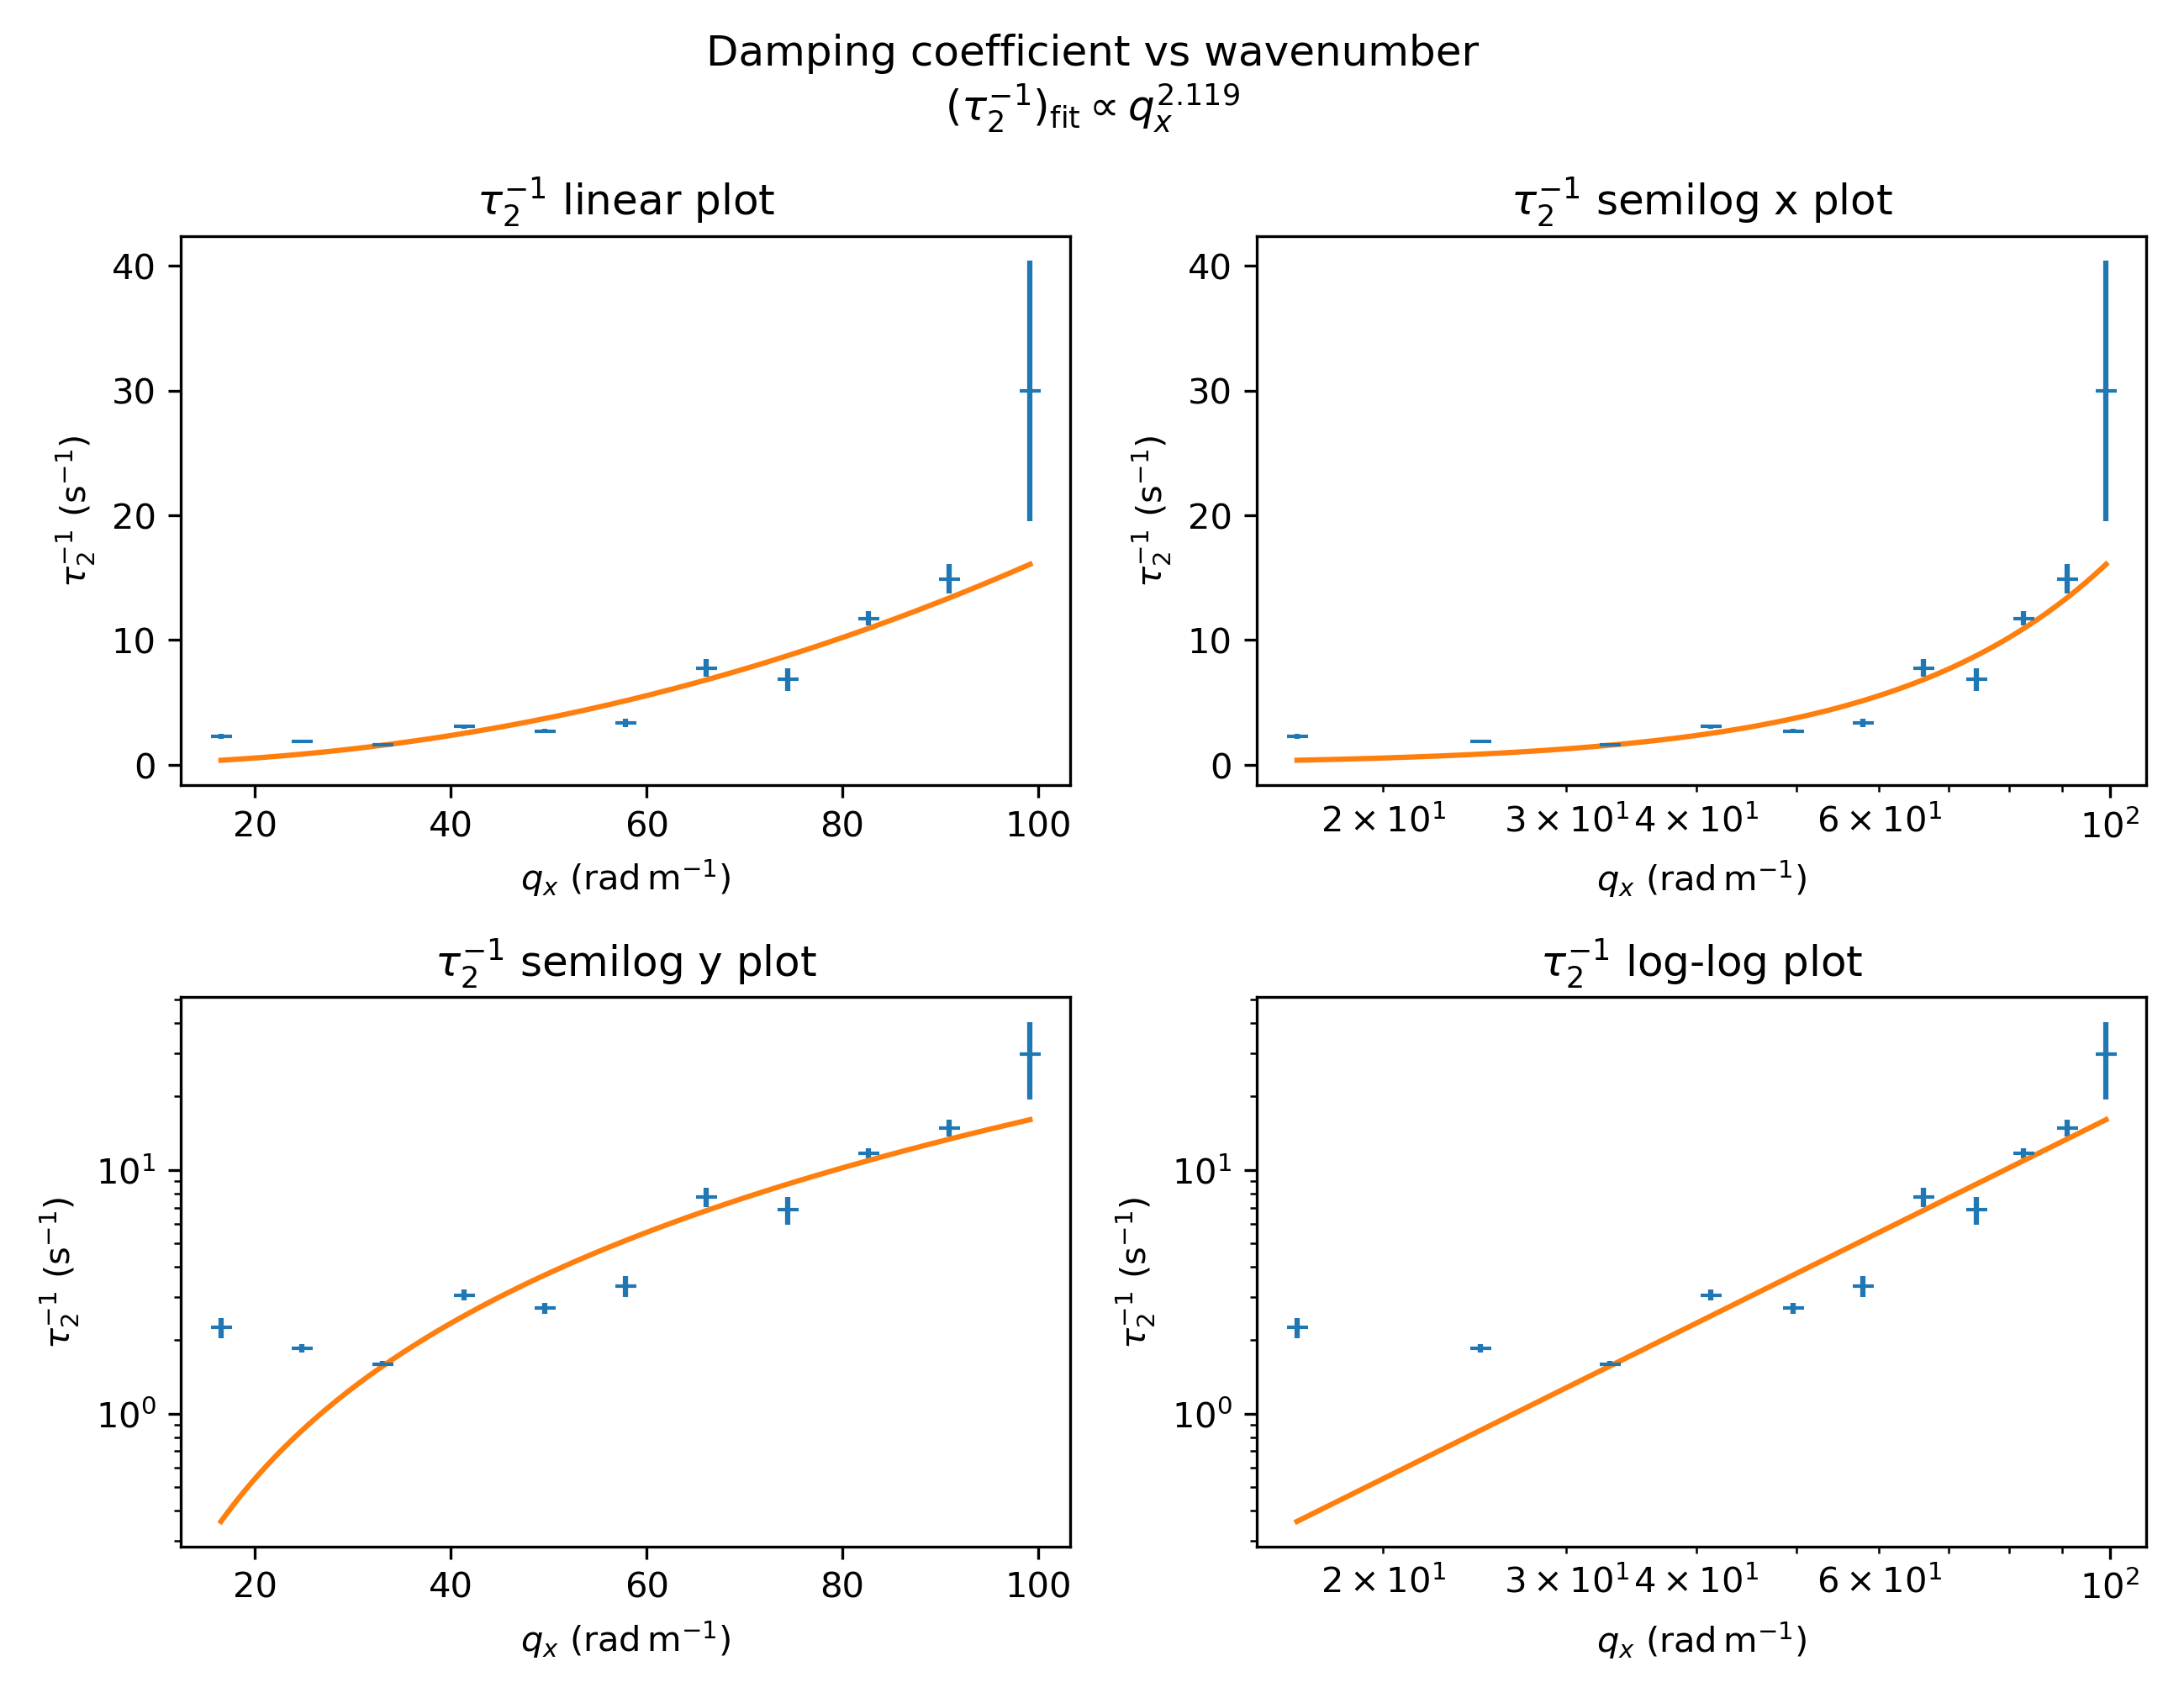 Damping coefficient vs wavenumber
(τ₂⁻¹)fit ∝ qₓ^2.119
τ₂⁻¹ linear plot
τ₂⁻¹ semilog x plot
40
30
20
10
0
τ₂⁻¹ (s⁻¹)
20 40 60 80 100
qₓ (rad m⁻¹)
40
30
20
10
0
τ₂⁻¹ (s⁻¹)
2 × 10¹ 3 × 10¹ 4 × 10¹ 6 × 10¹ 10²
qₓ (rad m⁻¹)
τ₂⁻¹ semilog y plot
τ₂⁻¹ log-log plot
10¹
10⁰
τ₂⁻¹ (s⁻¹)
20 40 60 80 100
qₓ (rad m⁻¹)
10¹
10⁰
τ₂⁻¹ (s⁻¹)
2 × 10¹ 3 × 10¹ 4 × 10¹ 6 × 10¹ 10²
qₓ (rad m⁻¹)